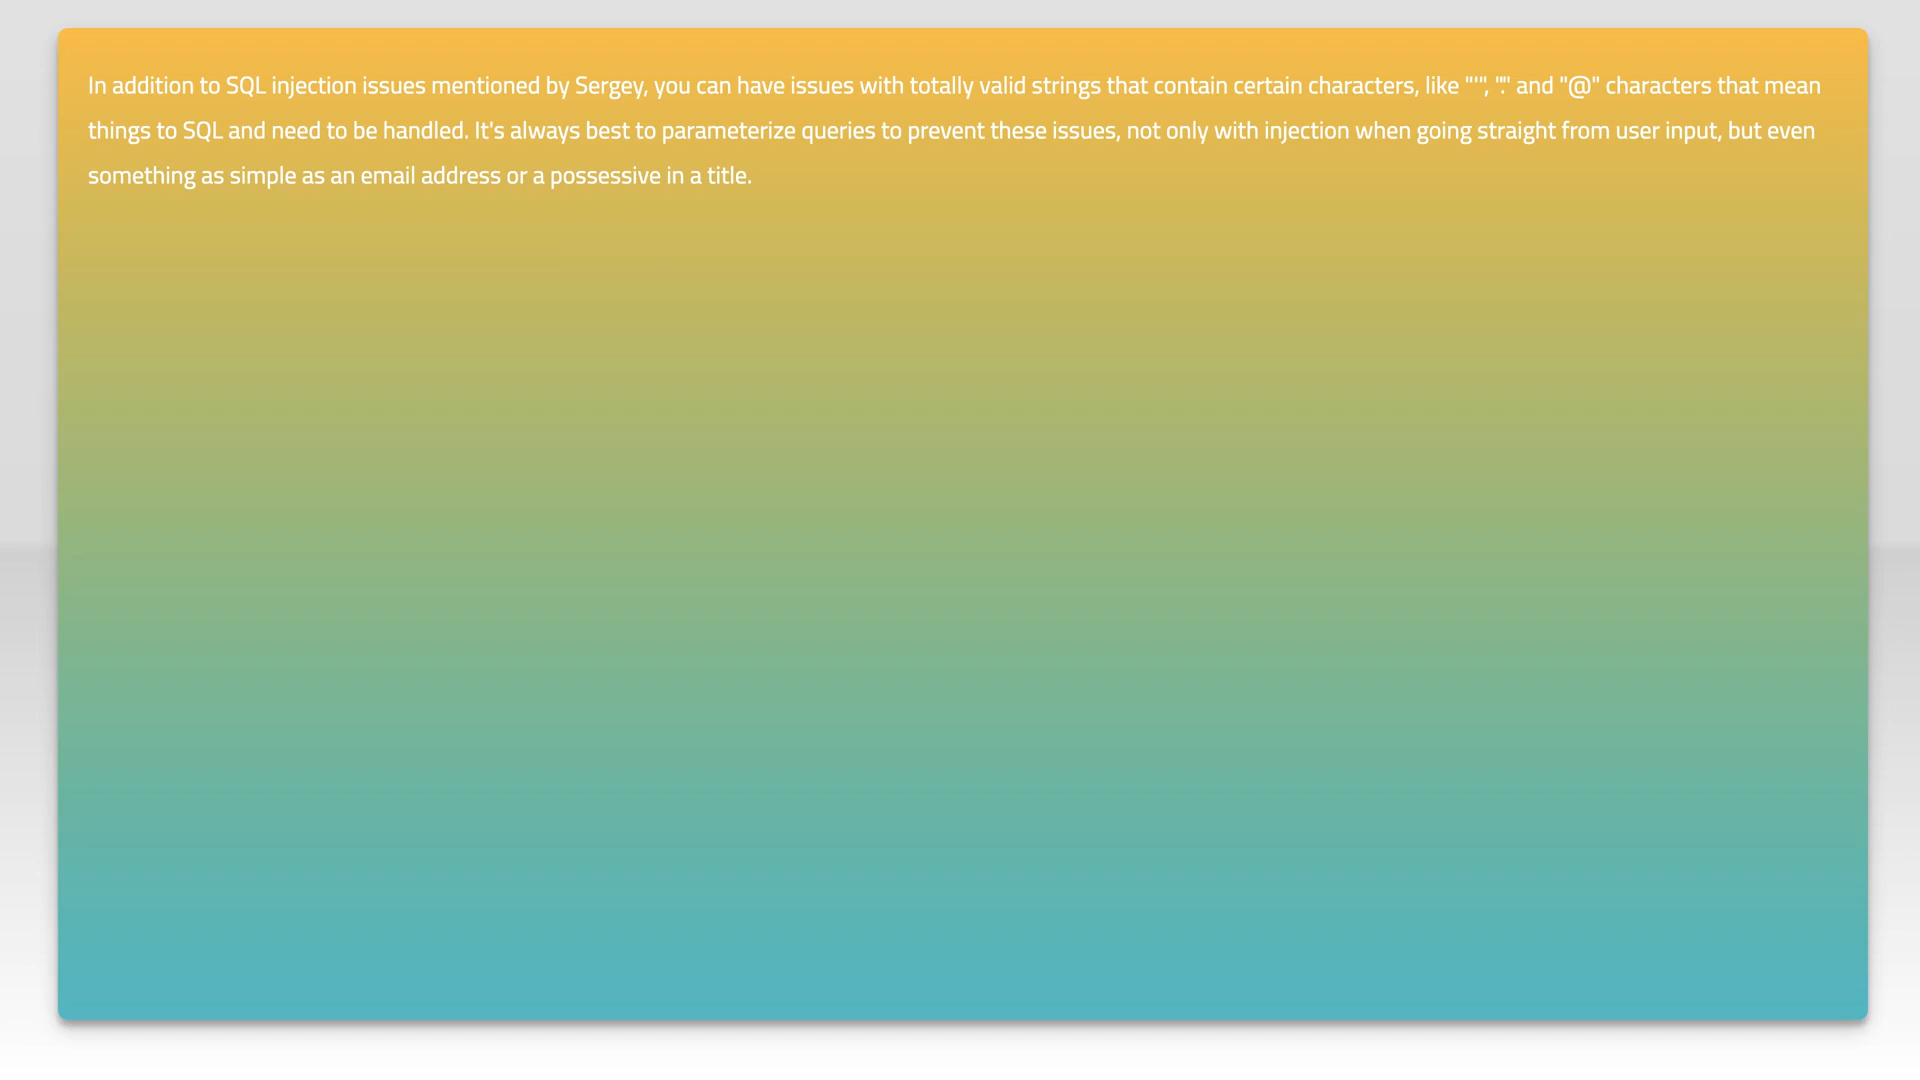 In addition to SQL injection issues mentioned by Sergey, you can have issues with totally valid strings that contain certain characters, like "'", "." and "@" characters that mean
things to SQL and need to be handled. It's always best to parameterize queries to prevent these issues, not only with injection when going straight from user input, but even
something as simple as an email address or a possessive in a title.